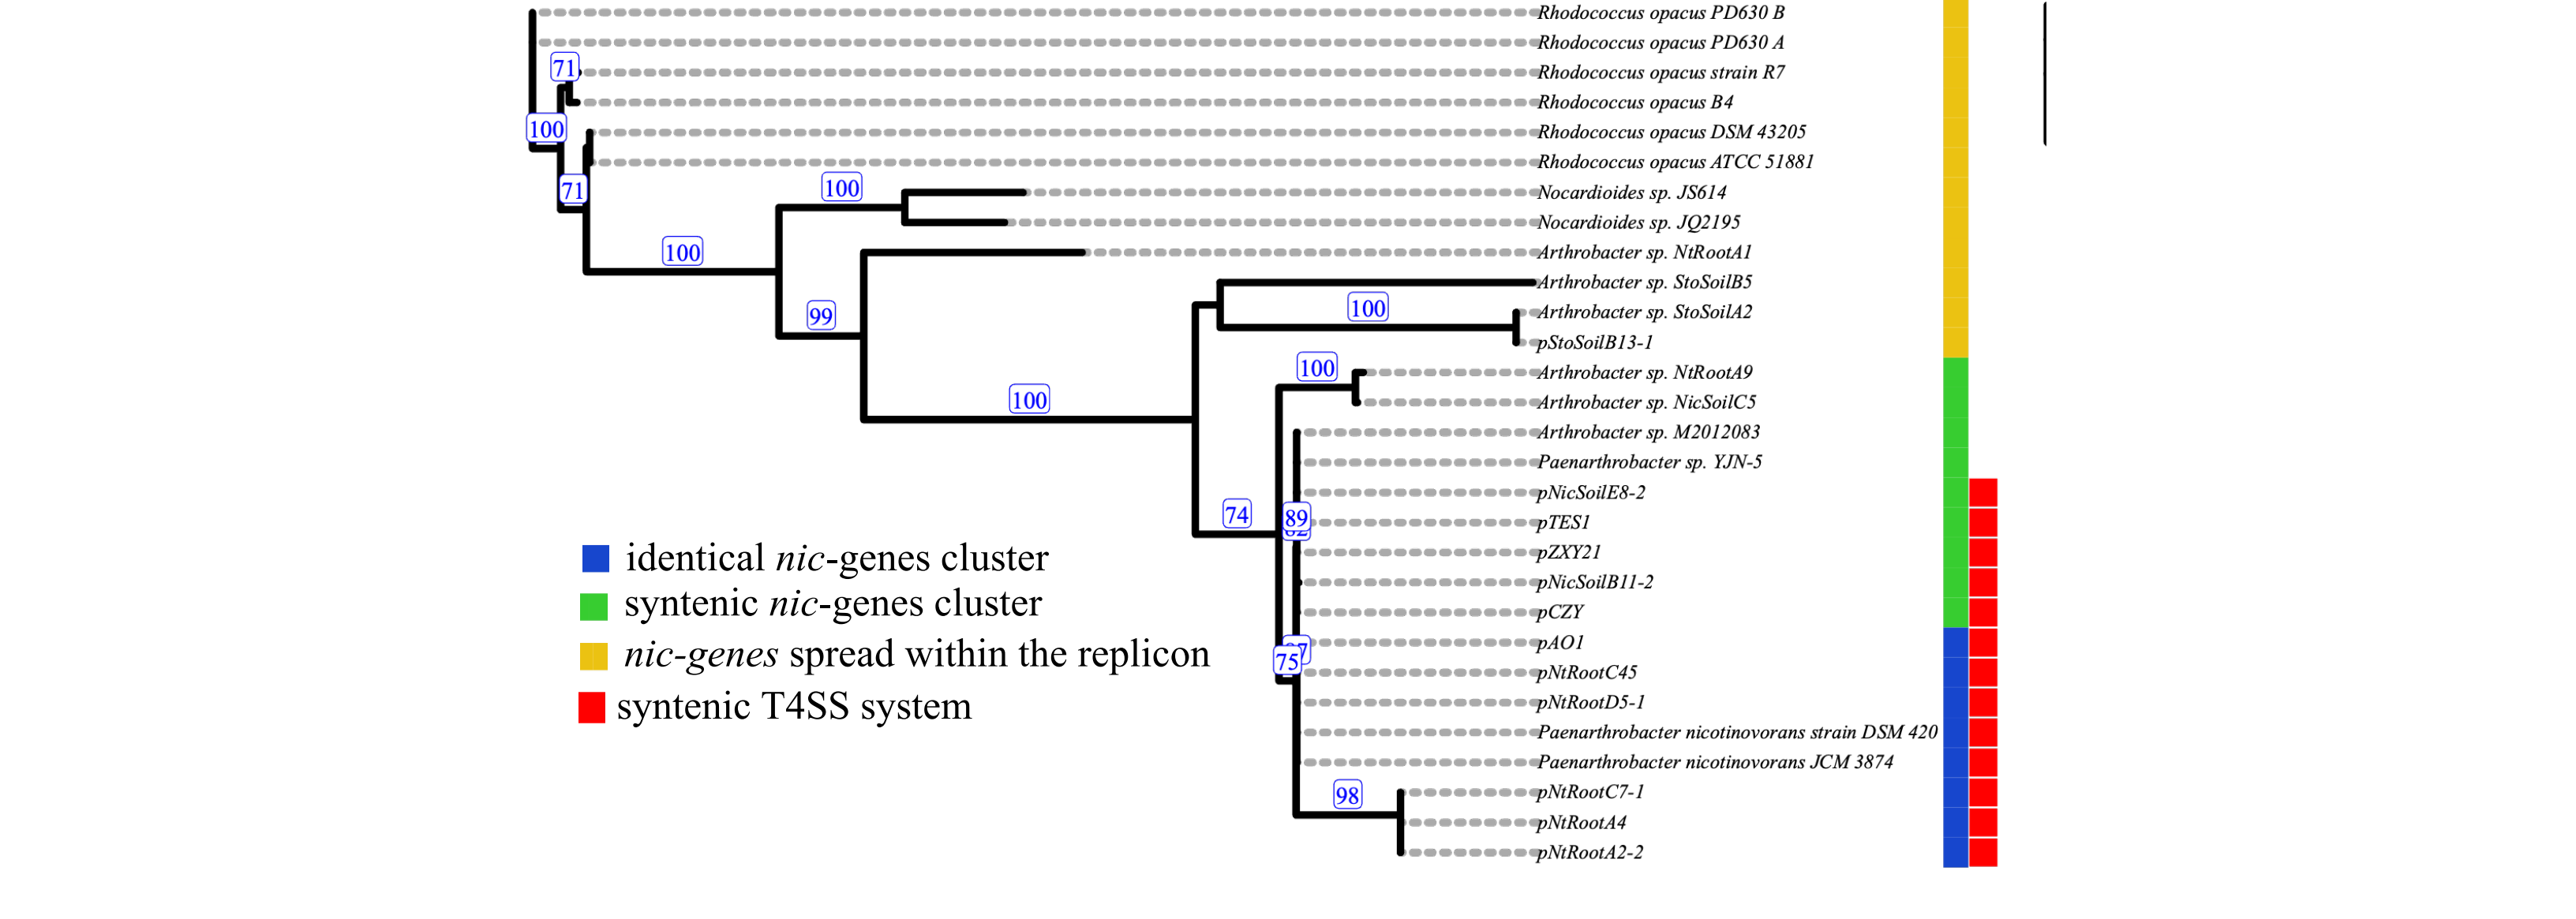 Rhodococcus opacus PD630 B
Rhodococcus opacus PD630 A
71
Rhodococcus opacus strain R7
Rhodococcus opacus B4
100
Rhodococcus opacus DSM 43205
Rhodococcus opacus ATCC 51881
71
100
Nocardioides sp. JS614
Nocardioides sp. JQ2195
100
Arthrobacter sp. NtRootA1
Arthrobacter sp. StoSoilB5
99
100
Arthrobacter sp. StoSoilA2
pStoSoilB13-1
100
Arthrobacter sp. NtRootA9
100
Arthrobacter sp. NicSoilC5
Arthrobacter sp. M2012083
Paenarthrobacter sp. YJN-5
pNicSoilE8-2
74
89
pTES1
pZXY21
pNicSoilB11-2
pCZY
pAO1
75
pNtRootC45
pNtRootD5-1
Paenarthrobacter nicotinovorans strain DSM 420
Paenarthrobacter nicotinovorans JCM 3874
98
pNtRootC7-1
pNtRootA4
pNtRootA2-2
identical nic-genes cluster
syntenic nic-genes cluster
nic-genes spread within the replicon
syntenic T4SS system